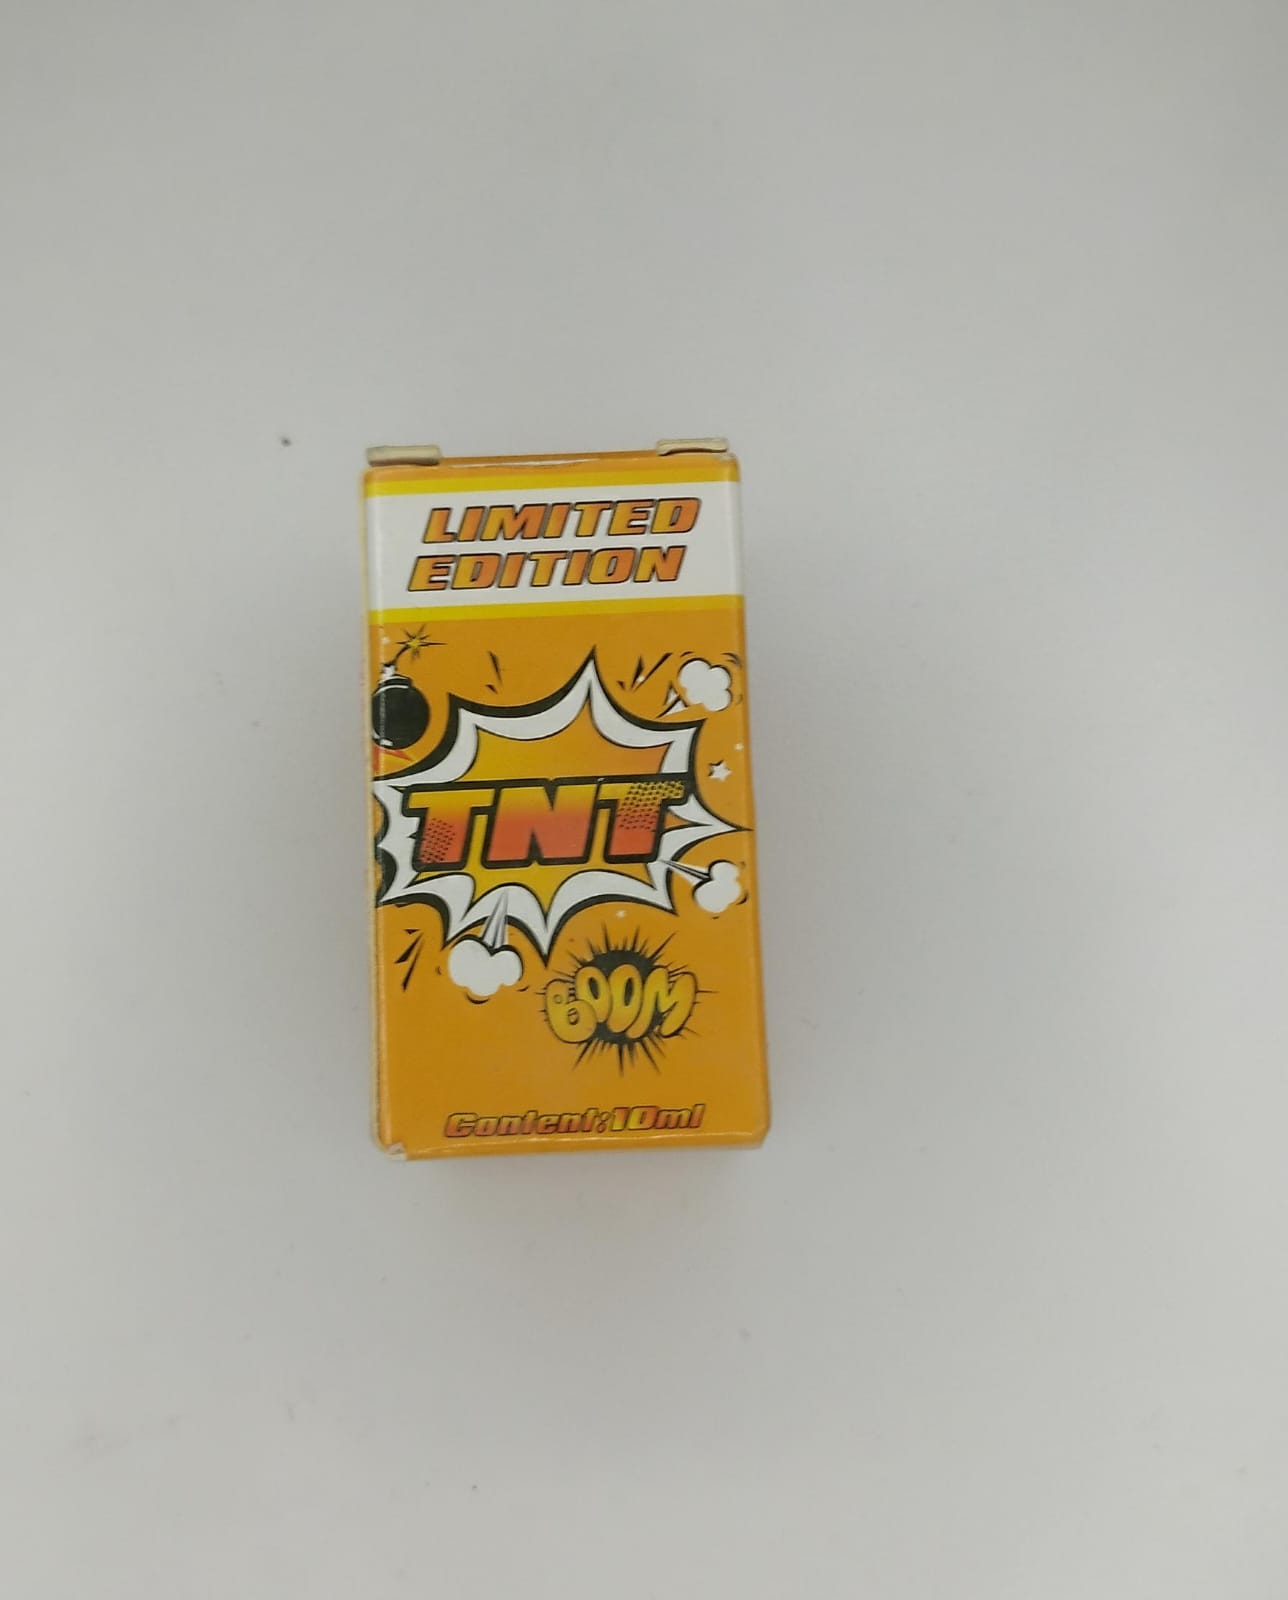 LIMITED
EDITION
TNT
BOOM
Content:10ml